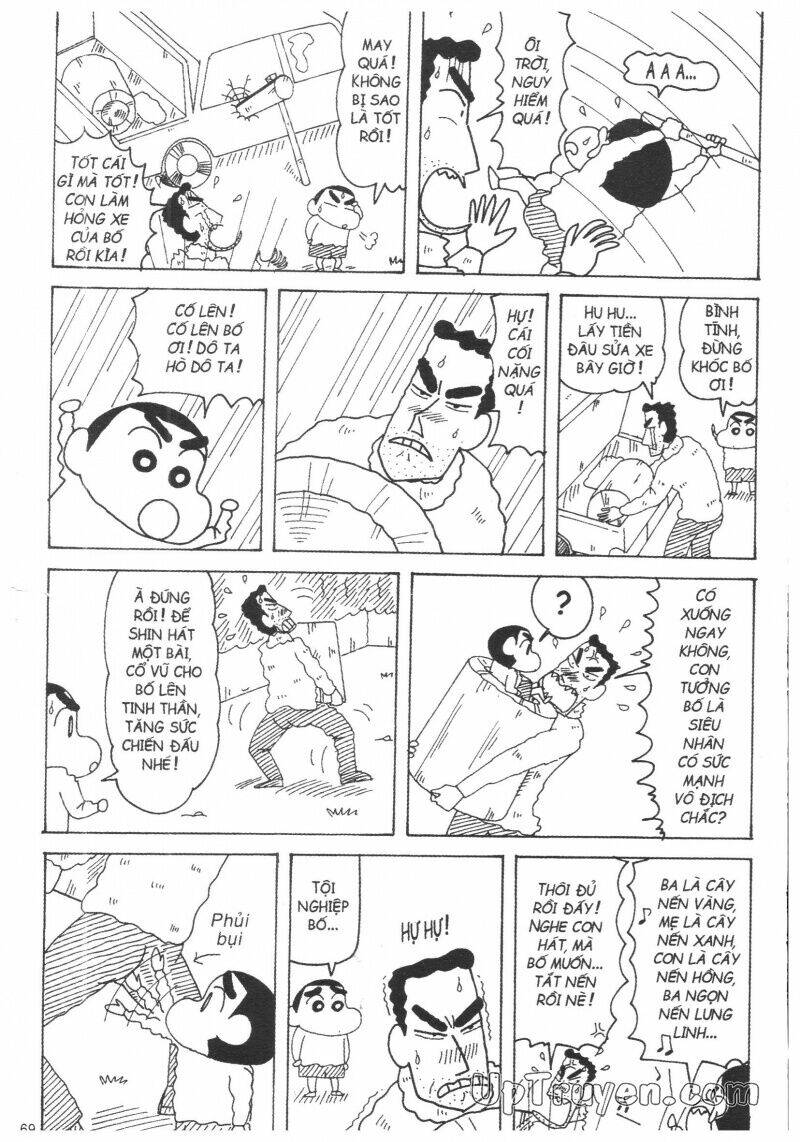 AAA...
ÔI
TRỜI,
NGUY
HIỂM
QUÁ!
MAY
QUÁ!
KHÔNG
BỊ SAO
LÀ TỐT
RỒI!
TỐT CÁI
GÌ MÀ TỐT!
CON LÀM
HỎNG XE
CỦA BỐ
RỒI KÌA!
BÌNH
TĨNH,
ĐỪNG
KHÓC BỐ
ƠI!
HU HU...
LẤY TIỀN
ĐÂU SỬA XE
BÂY GIỜ!
HỰ!
CÁI
CỐI
NẶNG
QUÁ
!
CỐ LÊN!
CỐ LÊN BỐ
ƠI! DÔ TA
HÒ DÔ TA!
CÓ
XUỐNG
NGAY
KHÔNG,
CON
TƯỞNG
BỐ LÀ
SIÊU
NHÂN
CÓ SỨC
MẠNH
VÔ ĐỊCH
CHẮC?
?
À ĐÚNG
RỒI! ĐỂ
SHIN HÁT
MỘT BÀI,
CỔ VŨ CHO
BỐ LÊN
TINH THẦN,
TĂNG SỨC
CHIẾN ĐẤU
NHÉ!
BA LÀ CÂY
NẾN VÀNG,
MẸ LÀ CÂY
NẾN XANH,
CON LÀ CÂY
NẾN HỒNG,
BA NGỌN
NẾN LUNG
LINH...
THÔI ĐỦ
RỒI ĐẤY!
NGHE CON
HÁT, MÀ
BỐ MUỐN...
TẮT NẾN
RỒI NÈ!
HỰ HỰ!
TỘI
NGHIỆP
BỐ...
Phủi
bụi
69
UpTruyen.com